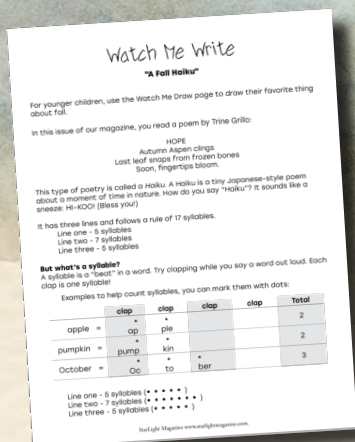 Watch Me Write
"A Fall Haiku"
For younger children, use the Watch Me Draw page to draw their favorite thing
about fall.
In this issue of our magazine, you read a poem by Trine Grillo:
HOPE
Autumn Aspen clings
Last leaf snaps from frozen bones
Soon, fingertips bloom.
This type of poetry is called a Haiku. A Haiku is a tiny Japanese-style poem
about a moment of time in nature. How do you say "Haiku"? It sounds like a
sneeze: HI-KOO! (Bless you!)
It has three lines and follows a rule of 17 syllables.
Line one - 5 syllables
Line two - 7 syllables
Line three - 5 syllables
But what's a syllable?
A syllable is a "beat" in a word. Try clapping while you say a word out loud. Each
clap is one syllable!
Examples to help count syllables, you can mark them with dots:
clap clap clap clap Total
• •
apple = ap ple 2
• •
pumpkin = pump kin 2
• • •
October = Oc to ber 3
Line one - 5 syllables (• • • • • )
Line two - 7 syllables (• • • • • • • )
Line three - 5 syllables (• • • • • )
StarLight Magazine www.starlightmagazine.com